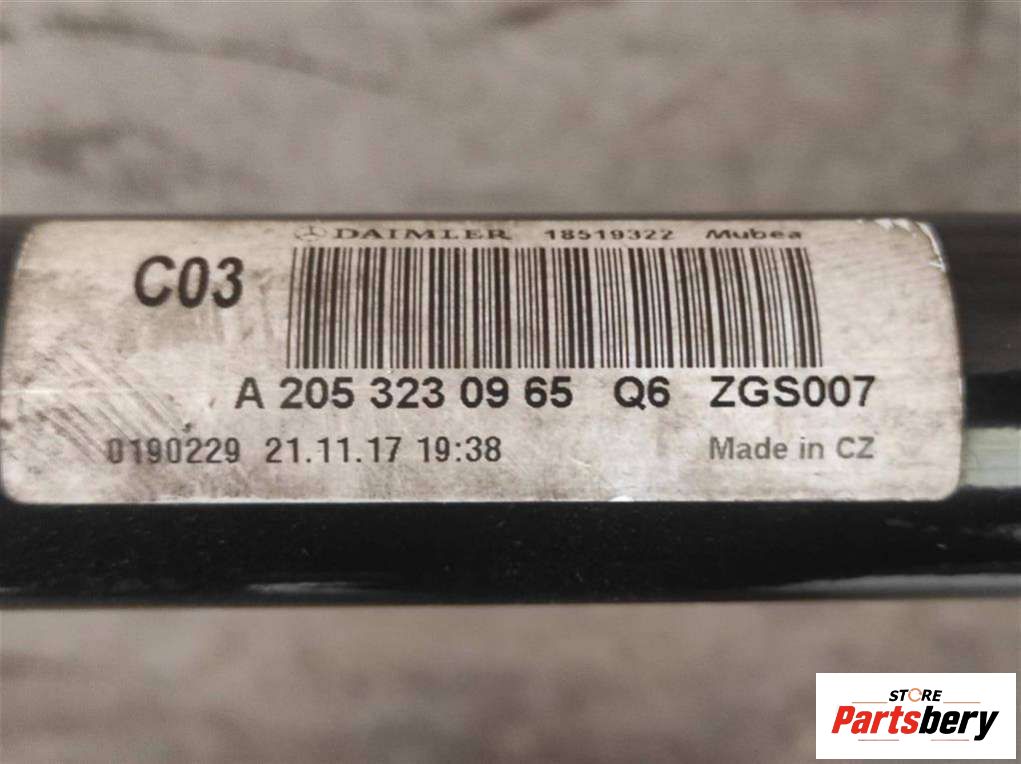 DAIMLER 18519322 Mubea
C03
A 205 323 09 65 Q6 ZGS007
0190229 21.11.17 19:38 Made in CZ
STORE
Partsbery